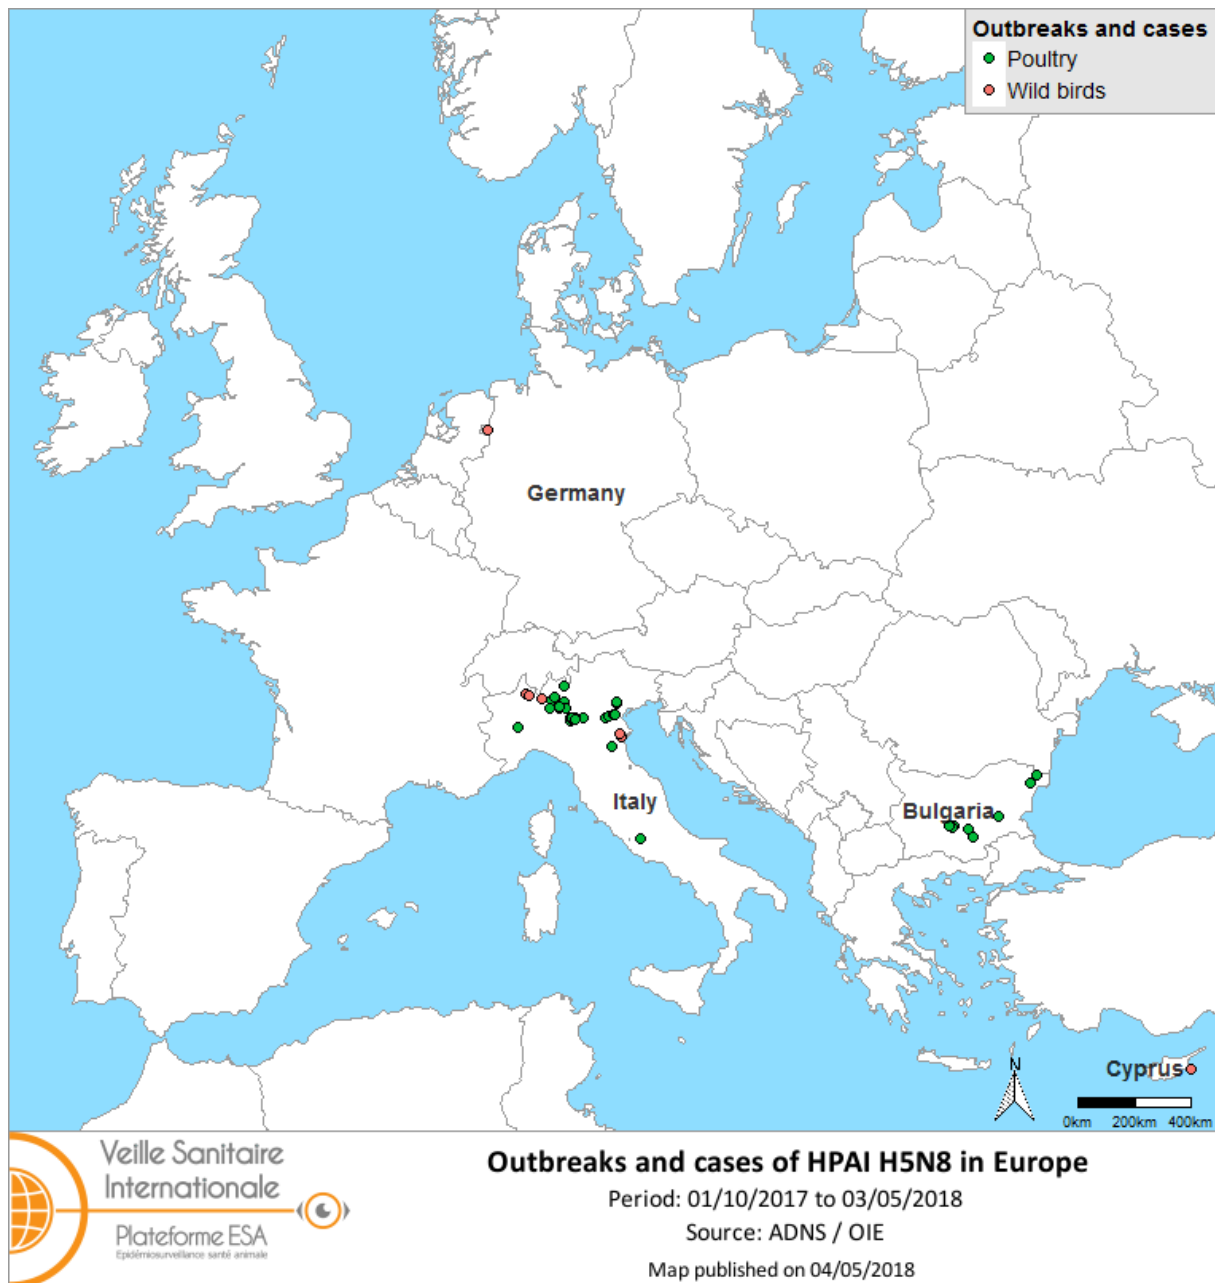 Outbreaks and cases
Poultry
Wild birds
Germany
Italy
Bulgaria
N
Cyprus
0km 200km 400km
Veille Sanitaire
Internationale
Plateforme ESA
Epidémiosurveillance santé animale
Outbreaks and cases of HPAI H5N8 in Europe
Period: 01/10/2017 to 03/05/2018
Source: ADNS / OIE
Map published on 04/05/2018